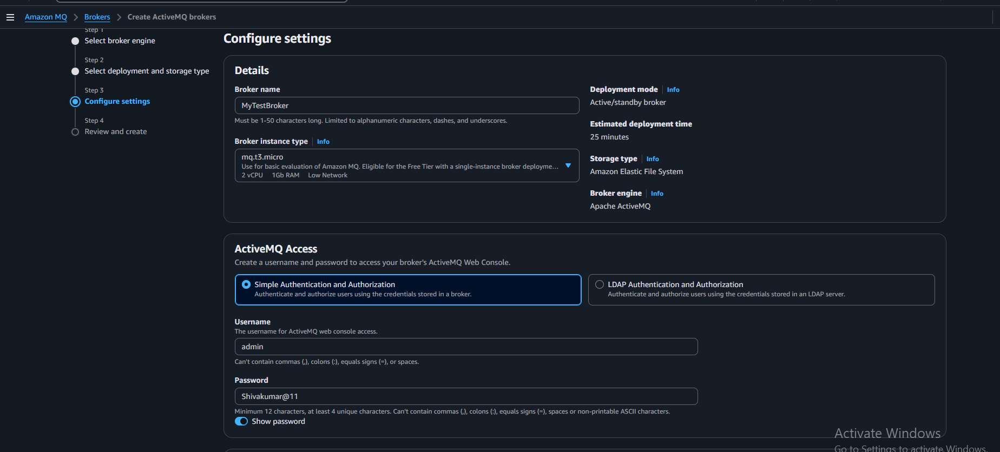 Amazon MQ > Brokers > Create ActiveMQ brokers
Step 1
Select broker engine
Step 2
Select deployment and storage type
Step 3
Configure settings
Step 4
Review and create
Configure settings
Details
Broker name
MyTestBroker
Must be 1-50 characters long. Limited to alphanumeric characters, dashes, and underscores.
Broker instance type | Info
mq.t3.micro
Use for basic evaluation of Amazon MQ. Eligible for the Free Tier with a single-instance broker deployme...
2 vCPU 1Gb RAM Low Network
Deployment mode | Info
Active/standby broker
Estimated deployment time
25 minutes
Storage type | Info
Amazon Elastic File System
Broker engine | Info
Apache ActiveMQ
ActiveMQ Access
Create a username and password to access your broker's ActiveMQ Web Console.
Simple Authentication and Authorization
Authenticate and authorize users using the credentials stored in a broker.
LDAP Authentication and Authorization
Authenticate and authorize users using the credentials stored in an LDAP server.
Username
The username for ActiveMQ web console access.
admin
Can't contain commas (,), colons (:), equals signs (=), or spaces.
Password
Shivakumar@11
Minimum 12 characters, at least 4 unique characters. Can't contain commas (,), colons (:), equals signs (=), spaces or non-printable ASCII characters.
Show password
Activate Windows
Go to Settings to activate Windows.